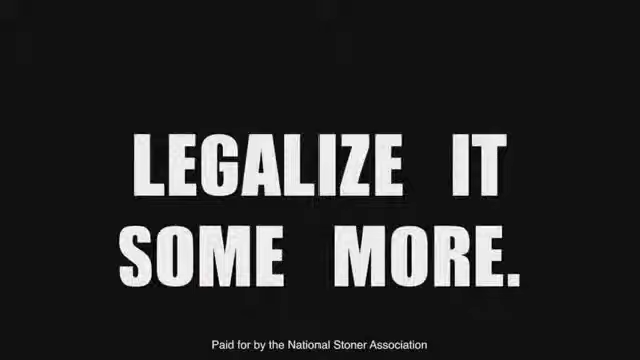 LEGALIZE IT
SOME MORE.
Paid for by the National Stoner Association